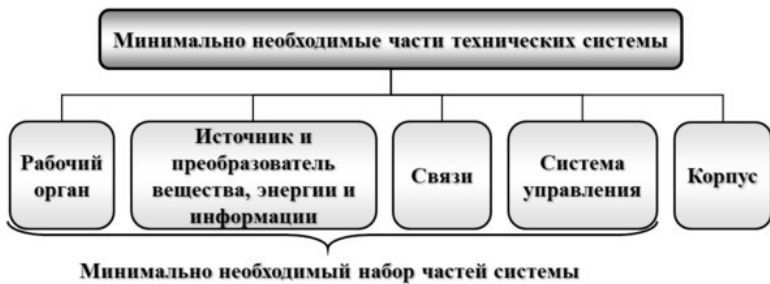 Минимально необходимые части технических системы
Рабочий
орган
Источник и
преобразователь
вещества, энергии и
информации
Связи
Система
управления
Корпус
Минимально необходимый набор частей системы